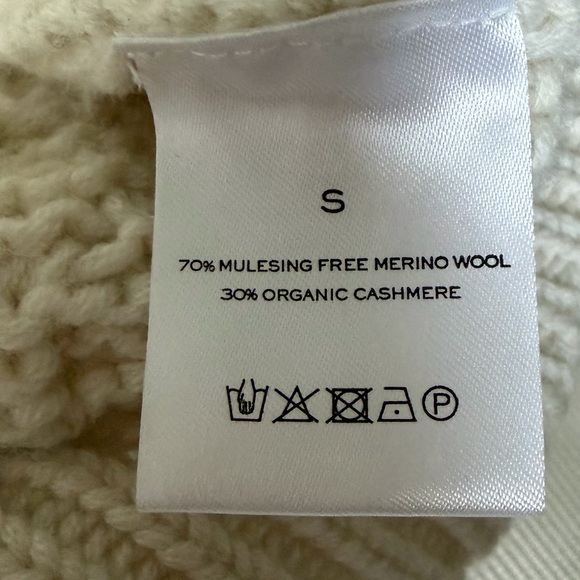 S
70% MULESING FREE MERINO WOOL
30% ORGANIC CASHMERE
P